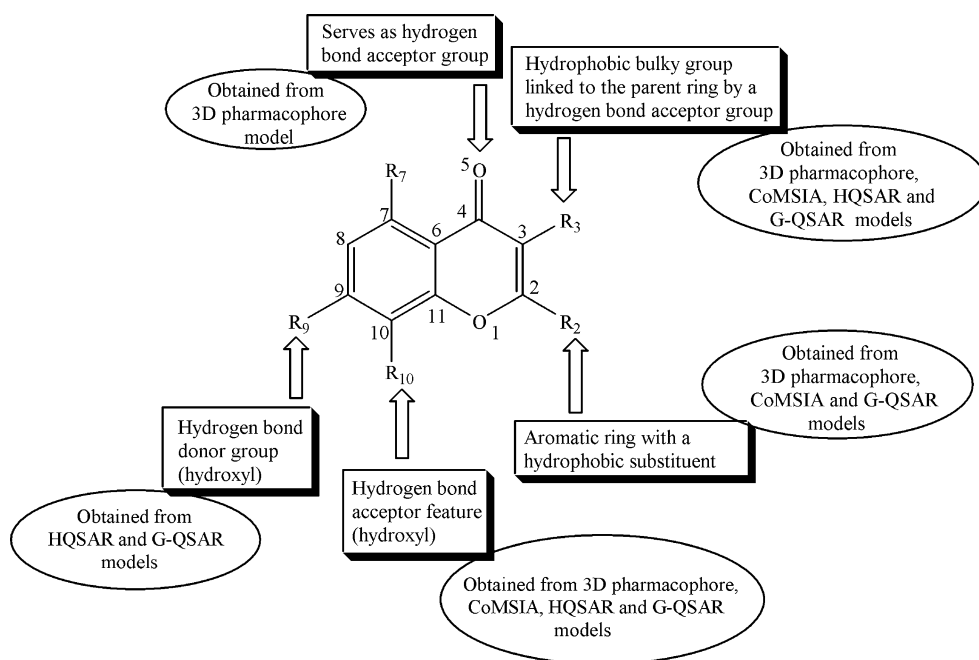 Serves as hydrogen
bond acceptor group
Hydrophobic bulky group
linked to the parent ring by a
hydrogen bond acceptor group
Obtained from
3D pharmacophore
model
Obtained from
3D pharmacophore,
CoMSIA, HQSAR and
G-QSAR models
R7
5
O
7
4
8
6
3
R3
9
2
R9
10
11
O
1
R2
R10
Obtained from
3D pharmacophore,
CoMSIA and G-QSAR
models
Hydrogen bond
donor group
(hydroxyl)
Aromatic ring with a
hydrophobic substituent
Hydrogen bond
acceptor feature
(hydroxyl)
Obtained from
HQSAR and G-QSAR
models
Obtained from 3D pharmacophore,
CoMSIA, HQSAR and G-QSAR
models